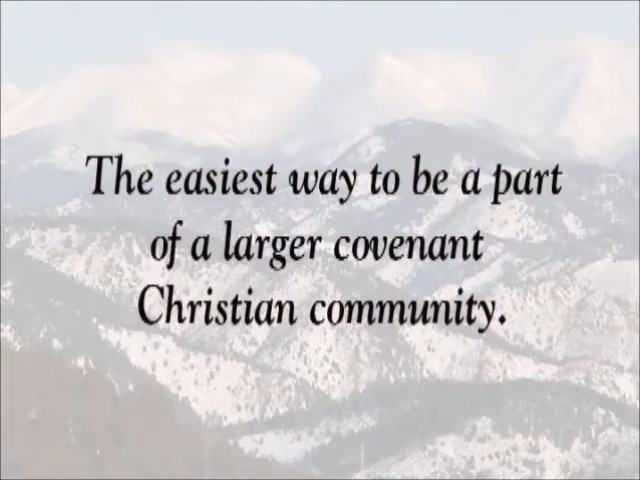 The easiest way to be a part
of a larger covenant
Christian community.